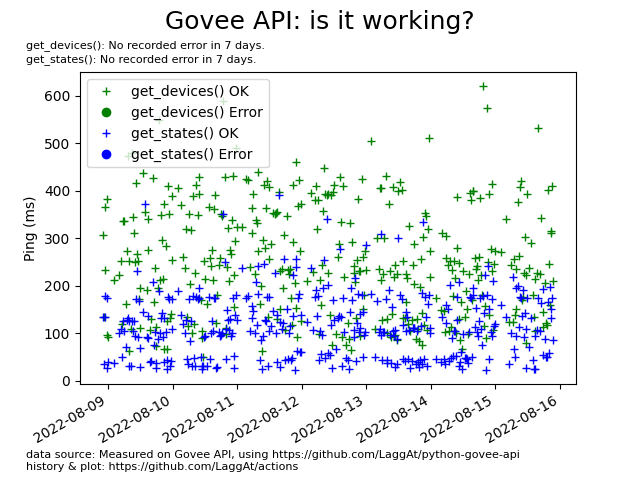 Govee API: is it working?
get_devices(): No recorded error in 7 days.
get_states(): No recorded error in 7 days.
get_devices() OK
get_devices() Error
get_states() OK
get_states() Error
Ping (ms)
600
500
400
300
200
100
0
2022-08-09
2022-08-10
2022-08-11
2022-08-12
2022-08-13
2022-08-14
2022-08-15
2022-08-16
data source: Measured on Govee API, using https://github.com/LaggAt/python-govee-api
history & plot: https://github.com/LaggAt/actions